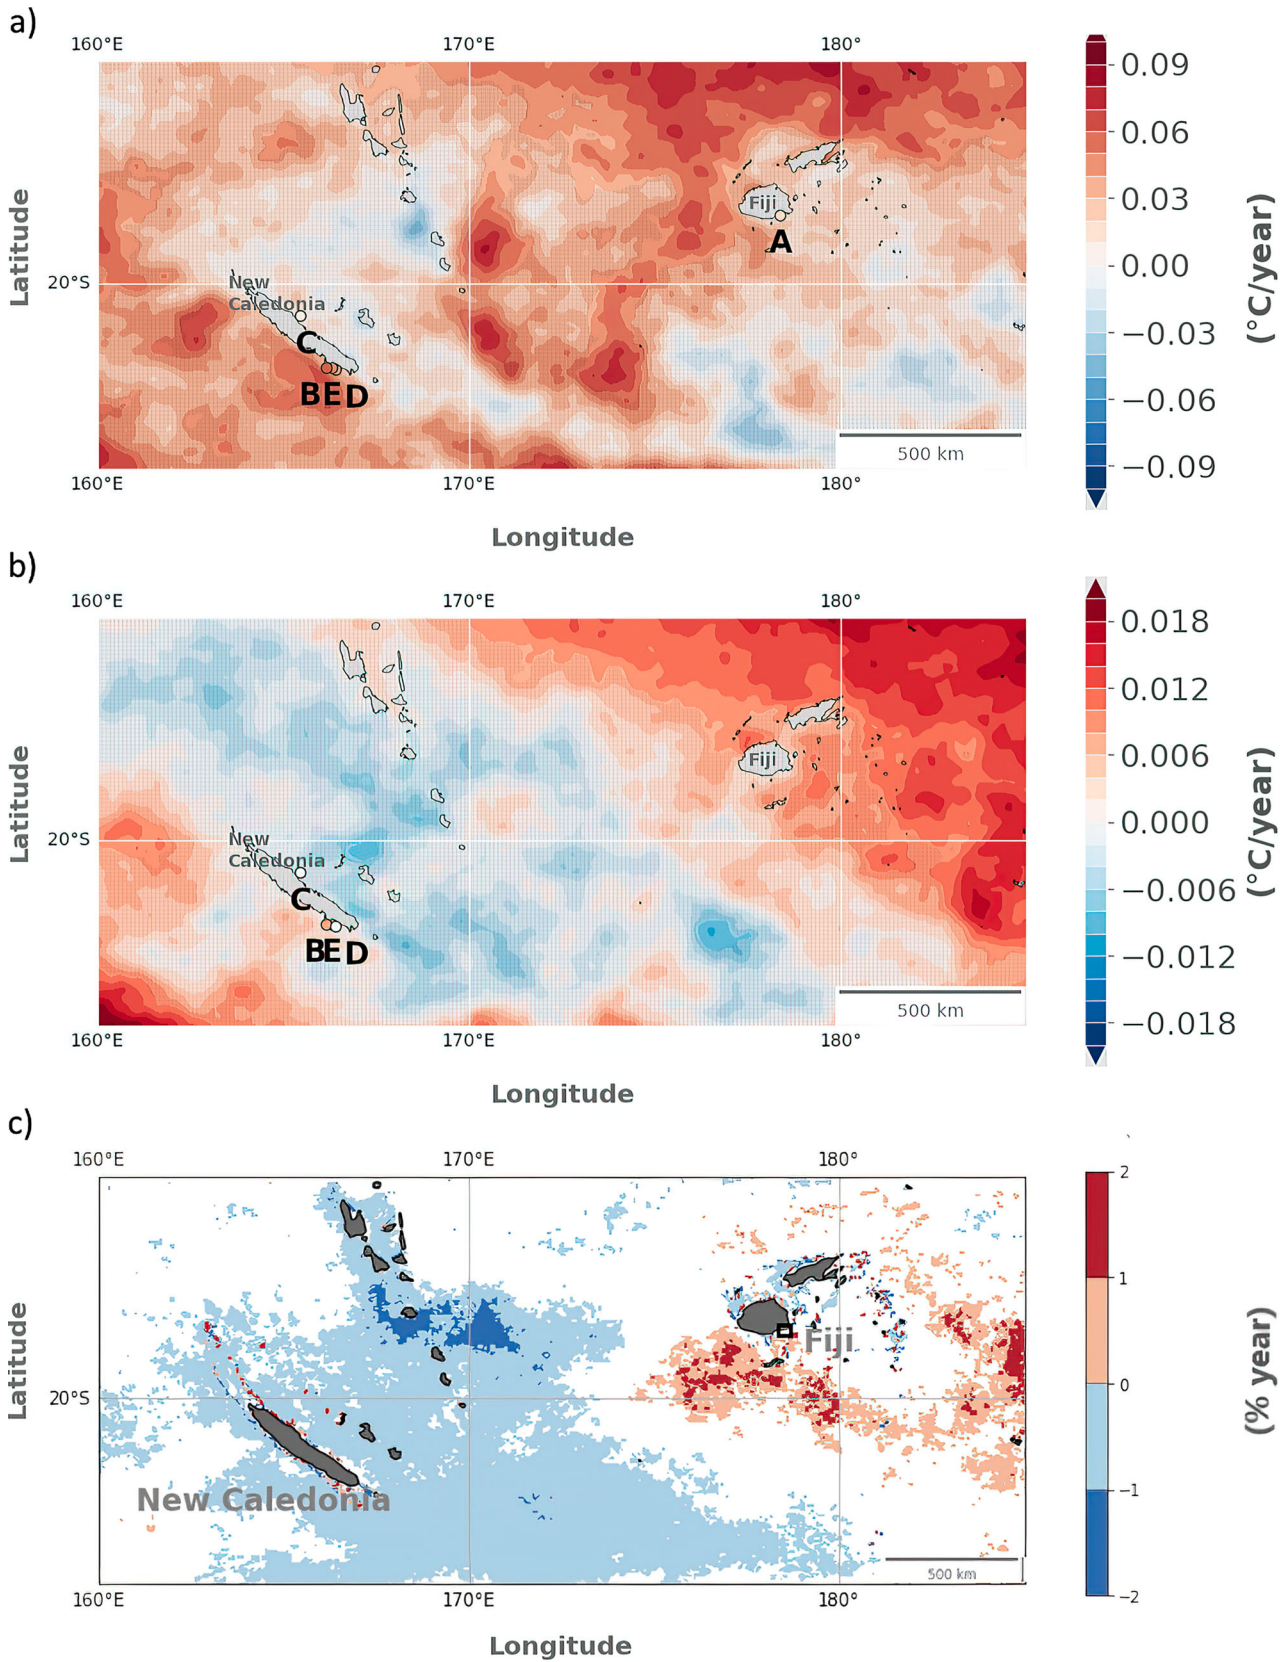 a)
160°E 170°E 180°
Latitude
20°S
Fiji
A
New
Caledonia
C
BE D
500 km
160°E 170°E 180°
Longitude
0.09
0.06
0.03
0.00
−0.03
−0.06
−0.09
(°C/year)
b)
160°E 170°E 180°
Latitude
20°S
Fiji
New
Caledonia
C
BE D
500 km
160°E 170°E 180°
Longitude
0.018
0.012
0.006
0.000
−0.006
−0.012
−0.018
(°C/year)
c)
160°E 170°E 180°
Latitude
20°S
Fiji
New Caledonia
500 km
160°E 170°E 180°
Longitude
2
1
0
−1
−2
(% year)